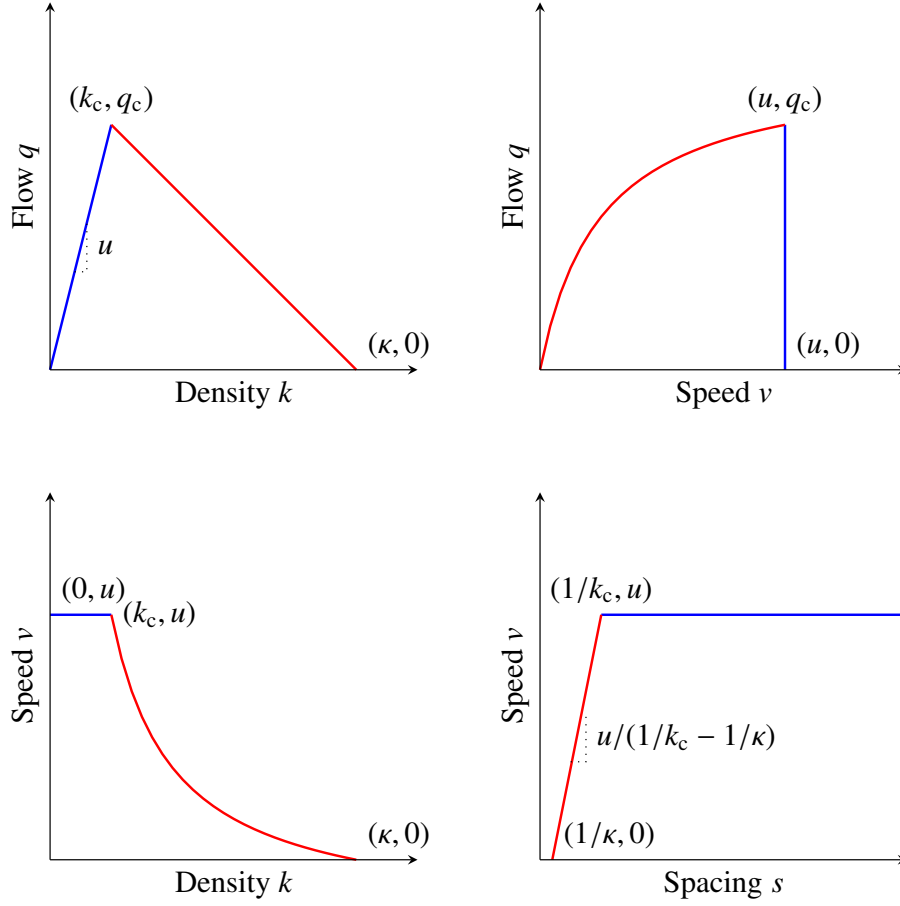 (k_c, q_c)
Flow q
u
(κ, 0)
Density k
(u, q_c)
Flow q
(u, 0)
Speed v
(0, u)
(k_c, u)
Speed v
(κ, 0)
Density k
(1/k_c, u)
Speed v
u/(1/k_c − 1/κ)
(1/κ, 0)
Spacing s